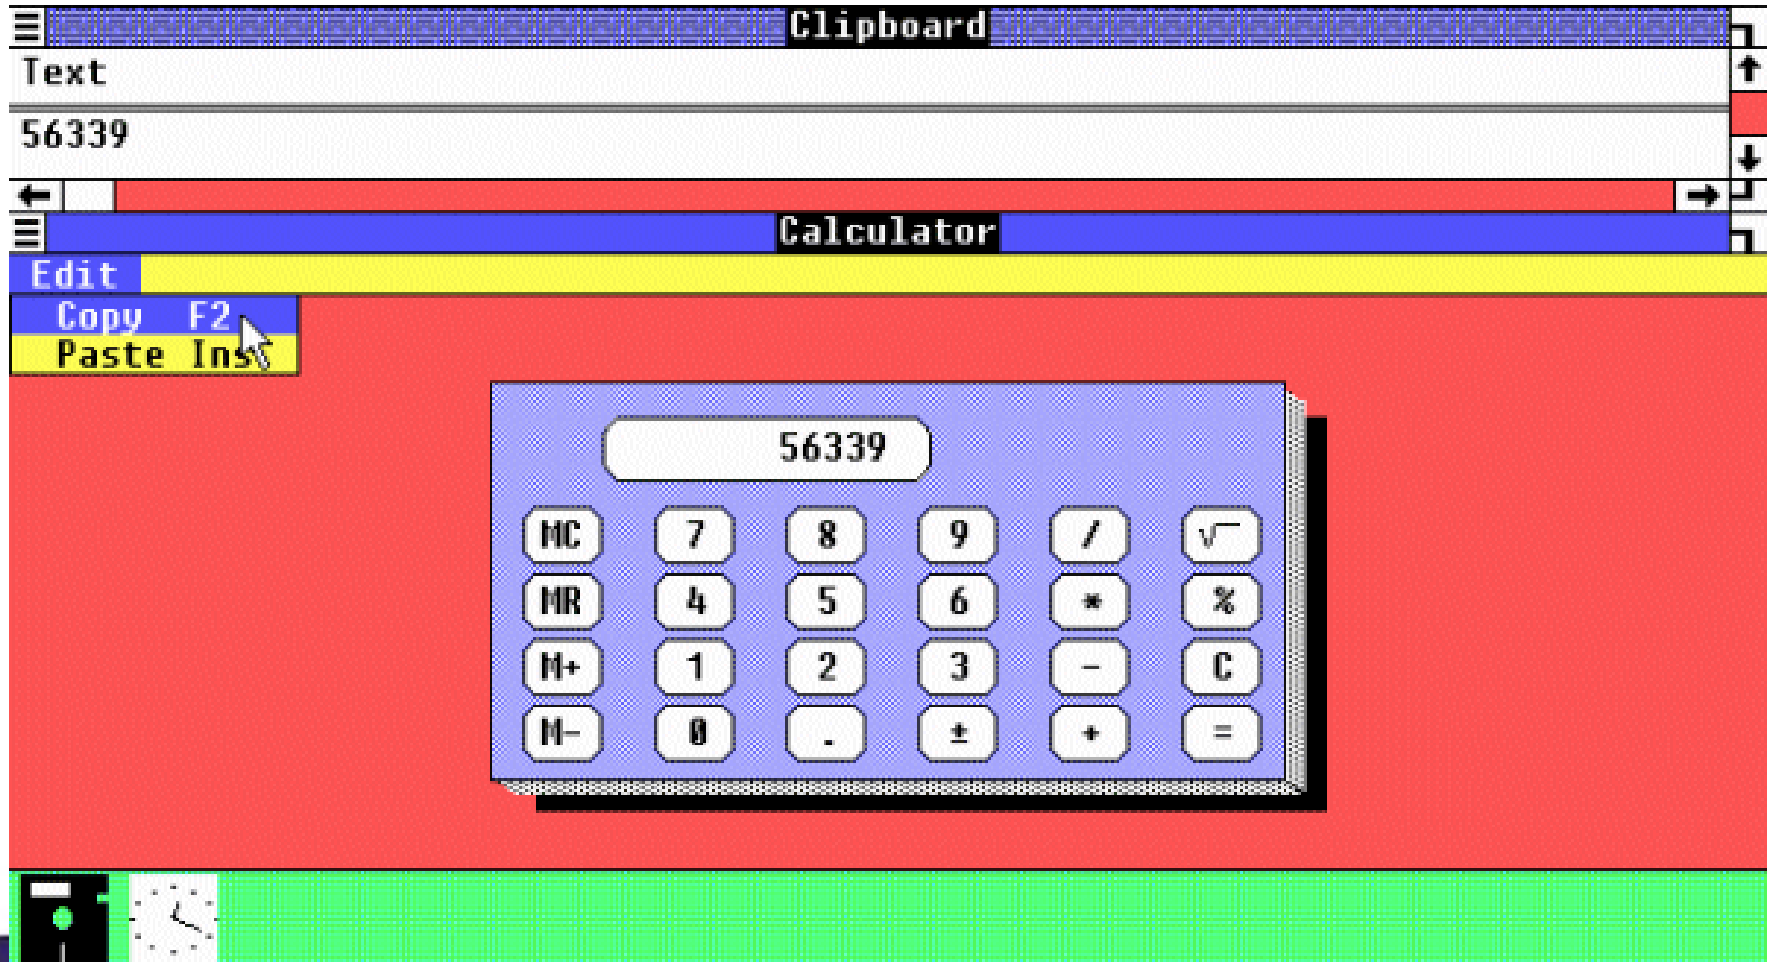 Clipboard
Text
56339
Calculator
Edit
Copy F2
Paste Ins
56339
MC 7 8 9 / √
MR 4 5 6 * %
M+ 1 2 3 - C
M- 0 . ± + =